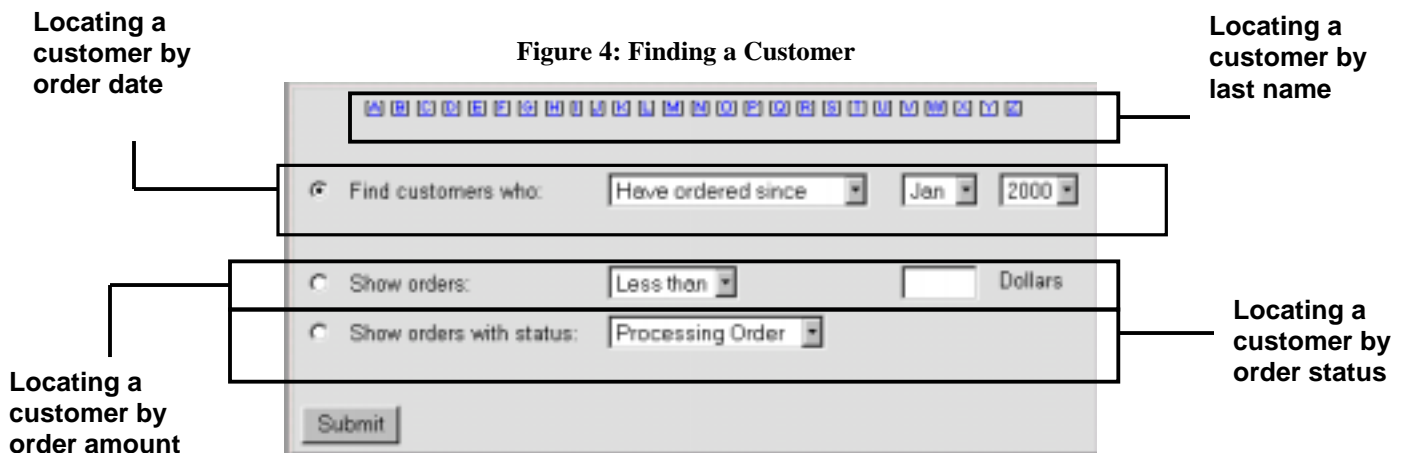 Locating a
customer by
order date
Figure 4: Finding a Customer
Locating a
customer by
last name
A B C D E F G H I J K L M N O P Q R S T U V W X Y Z
Find customers who: Have ordered since Jan 2000
Show orders: Less than Dollars
Show orders with status: Processing Order
Locating a
customer by
order status
Locating a
customer by
order amount
Submit